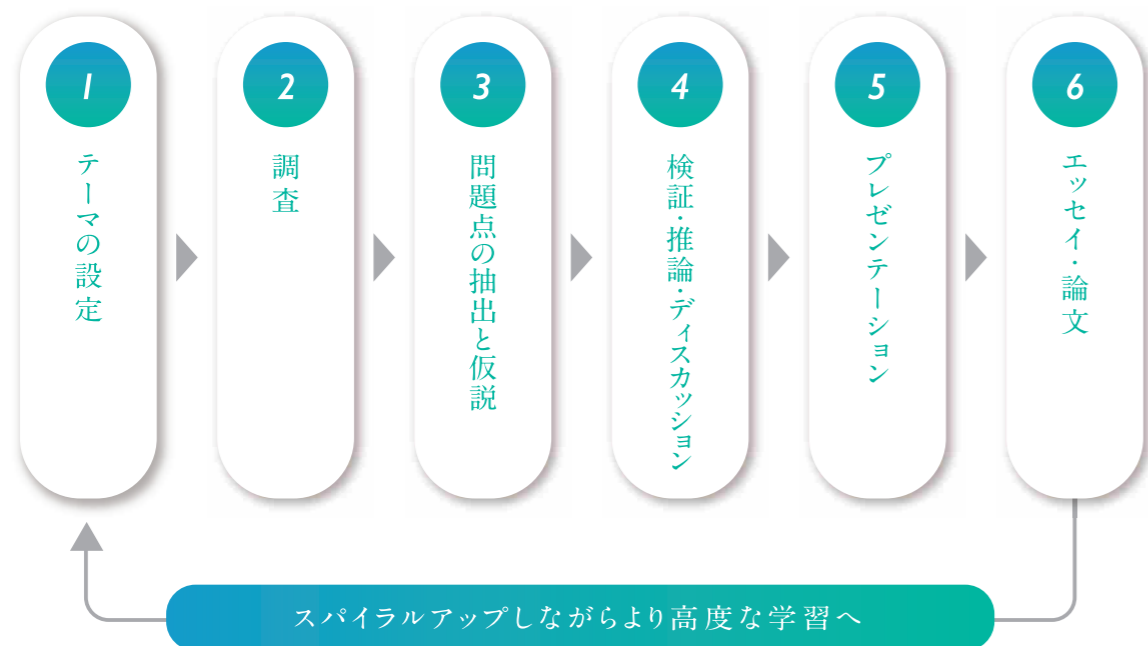 1
テーマの設定
2
調査
3
問題点の抽出と仮説
4
検証・推論・ディスカッション
5
プレゼンテーション
6
エッセイ・論文
スパイラルアップしながらより高度な学習へ